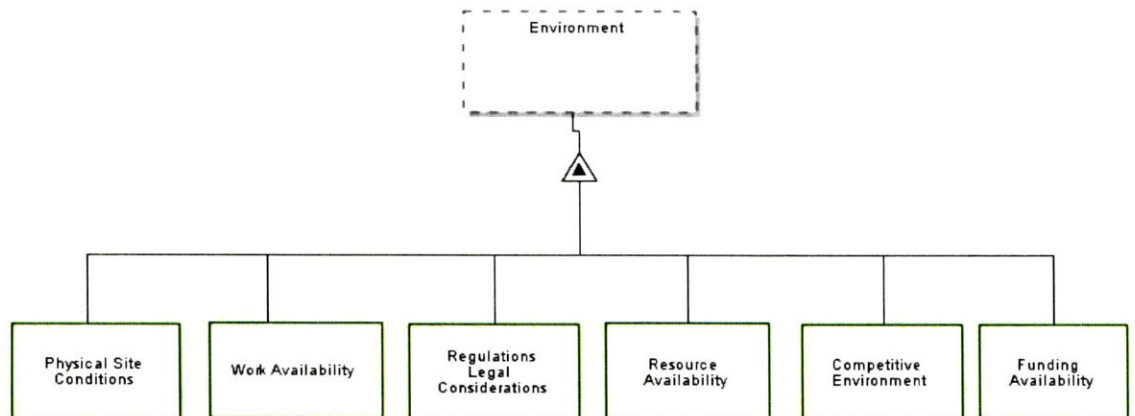 Environment
Physical Site
Conditions
Work Availability
Regulations
Legal
Considerations
Resource
Availability
Competitive
Environment
Funding
Availability